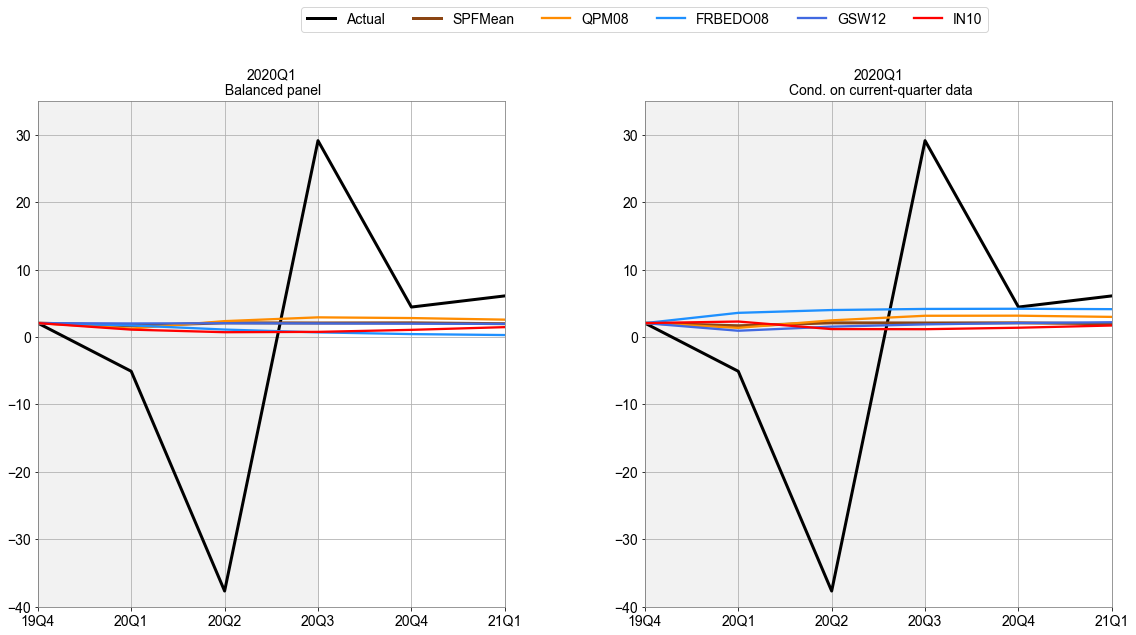 Actual SPFMean QPM08 FRBEDO08 GSW12 IN10
2020Q1
Balanced panel
30
20
10
0
−10
−20
−30
−40
19Q4 20Q1 20Q2 20Q3 20Q4 21Q1
2020Q1
Cond. on current-quarter data
30
20
10
0
−10
−20
−30
−40
19Q4 20Q1 20Q2 20Q3 20Q4 21Q1